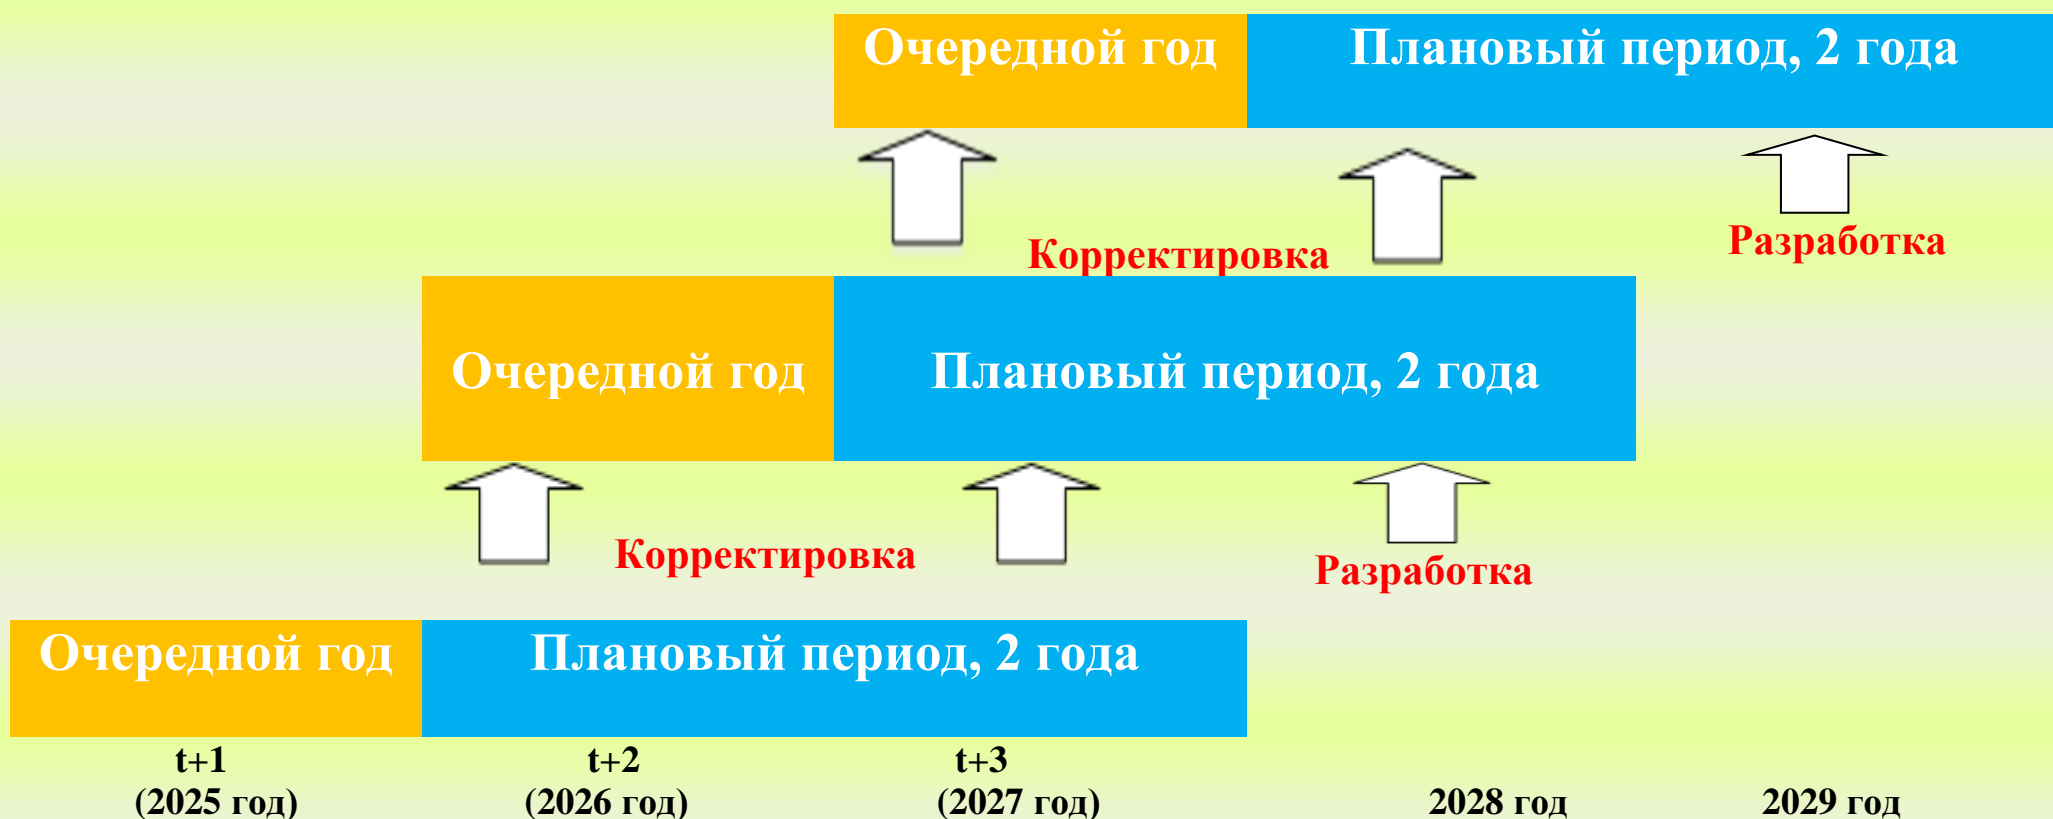 Очередной год
Плановый период, 2 года
Корректировка
Разработка
Очередной год
Плановый период, 2 года
Корректировка
Разработка
Очередной год
Плановый период, 2 года
t+1
(2025 год)
t+2
(2026 год)
t+3
(2027 год)
2028 год
2029 год